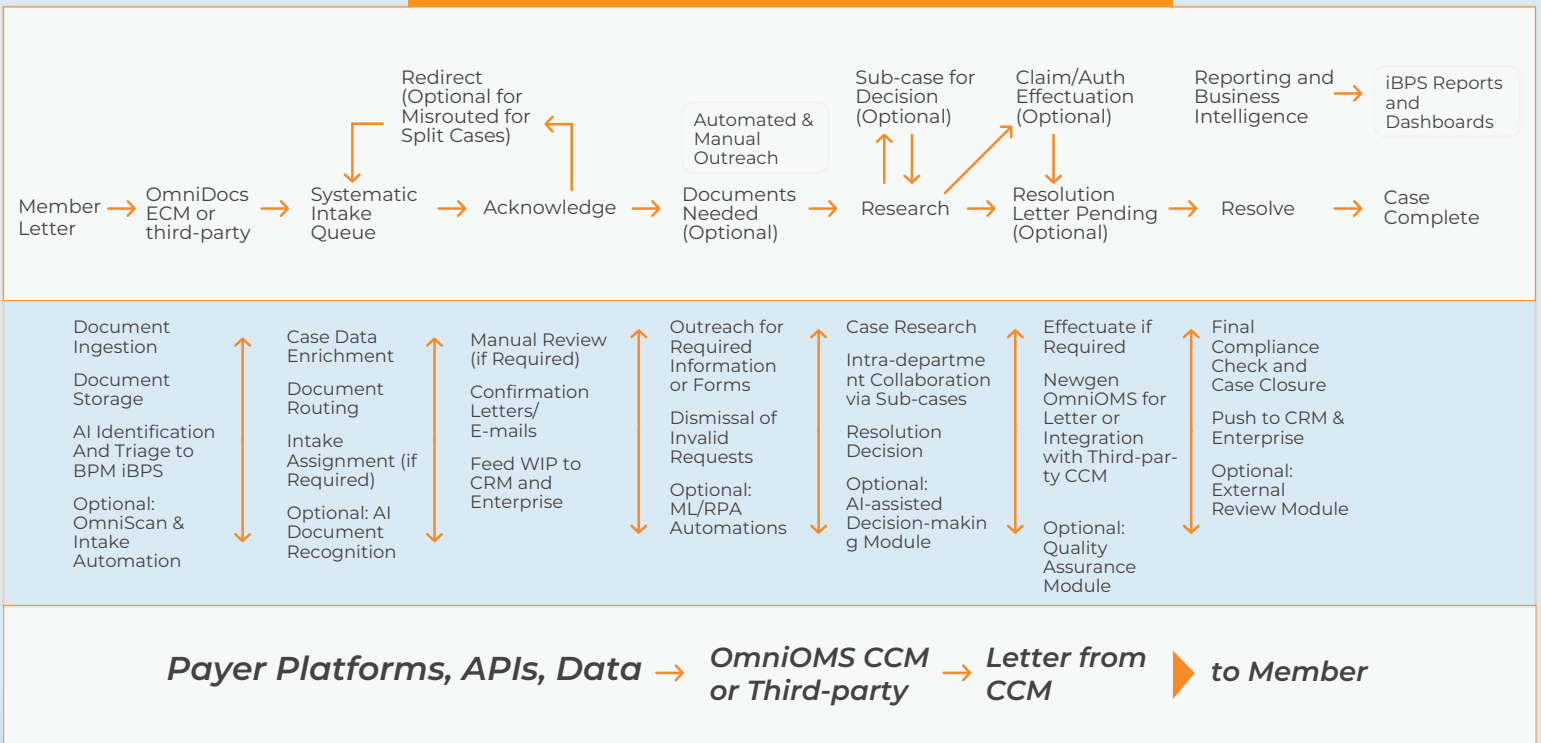 Redirect
(Optional for
Misrouted for
Split Cases)
Automated &
Manual
Outreach
Sub-case for
Decision
(Optional)
Claim/Auth
Effectuation
(Optional)
Reporting and
Business
Intelligence
iBPS Reports
and
Dashboards
Member
Letter
OmniDocs
ECM or
third-party
Systematic
Intake
Queue
Acknowledge
Documents
Needed
(Optional)
Research
Resolution
Letter Pending
(Optional)
Resolve
Case
Complete
Document
Ingestion
Document
Storage
AI Identification
And Triage to
BPM iBPS
Optional:
OmniScan &
Intake
Automation
Case Data
Enrichment
Document
Routing
Intake
Assignment (if
Required)
Optional: AI
Document
Recognition
Manual Review
(if Required)
Confirmation
Letters/
E-mails
Feed WIP to
CRM and
Enterprise
Outreach for
Required
Information
or Forms
Dismissal of
Invalid
Requests
Optional:
ML/RPA
Automations
Case Research
Intra-departme
nt Collaboration
via Sub-cases
Resolution
Decision
Optional:
AI-assisted
Decision-makin
g Module
Effectuate if
Required
Newgen
OmniOMS for
Letter or
Integration
with Third-par-
ty CCM
Optional:
Quality
Assurance
Module
Final
Compliance
Check and
Case Closure
Push to CRM &
Enterprise
Optional:
External
Review Module
Payer Platforms, APIs, Data
OmniOMS CCM
or Third-party
Letter from
CCM
to Member